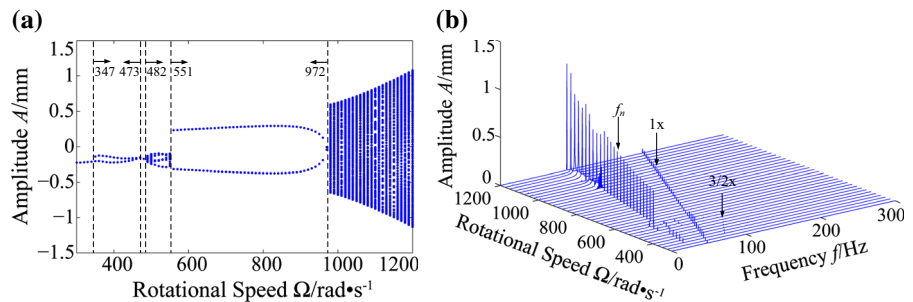 (a)
1.5
1
0.5
0
−0.5
−1
−1.5
Amplitude A/mm
347 473 482 551 972
400 600 800 1000 1200
Rotational Speed Ω/rad•s-1
(b)
1.5
1
0.5
0
Amplitude A/mm
fn
1x
3/2x
1200
1000
800
600
400
Rotational Speed Ω/rad•s-1
0
100
200
300
Frequency f/Hz